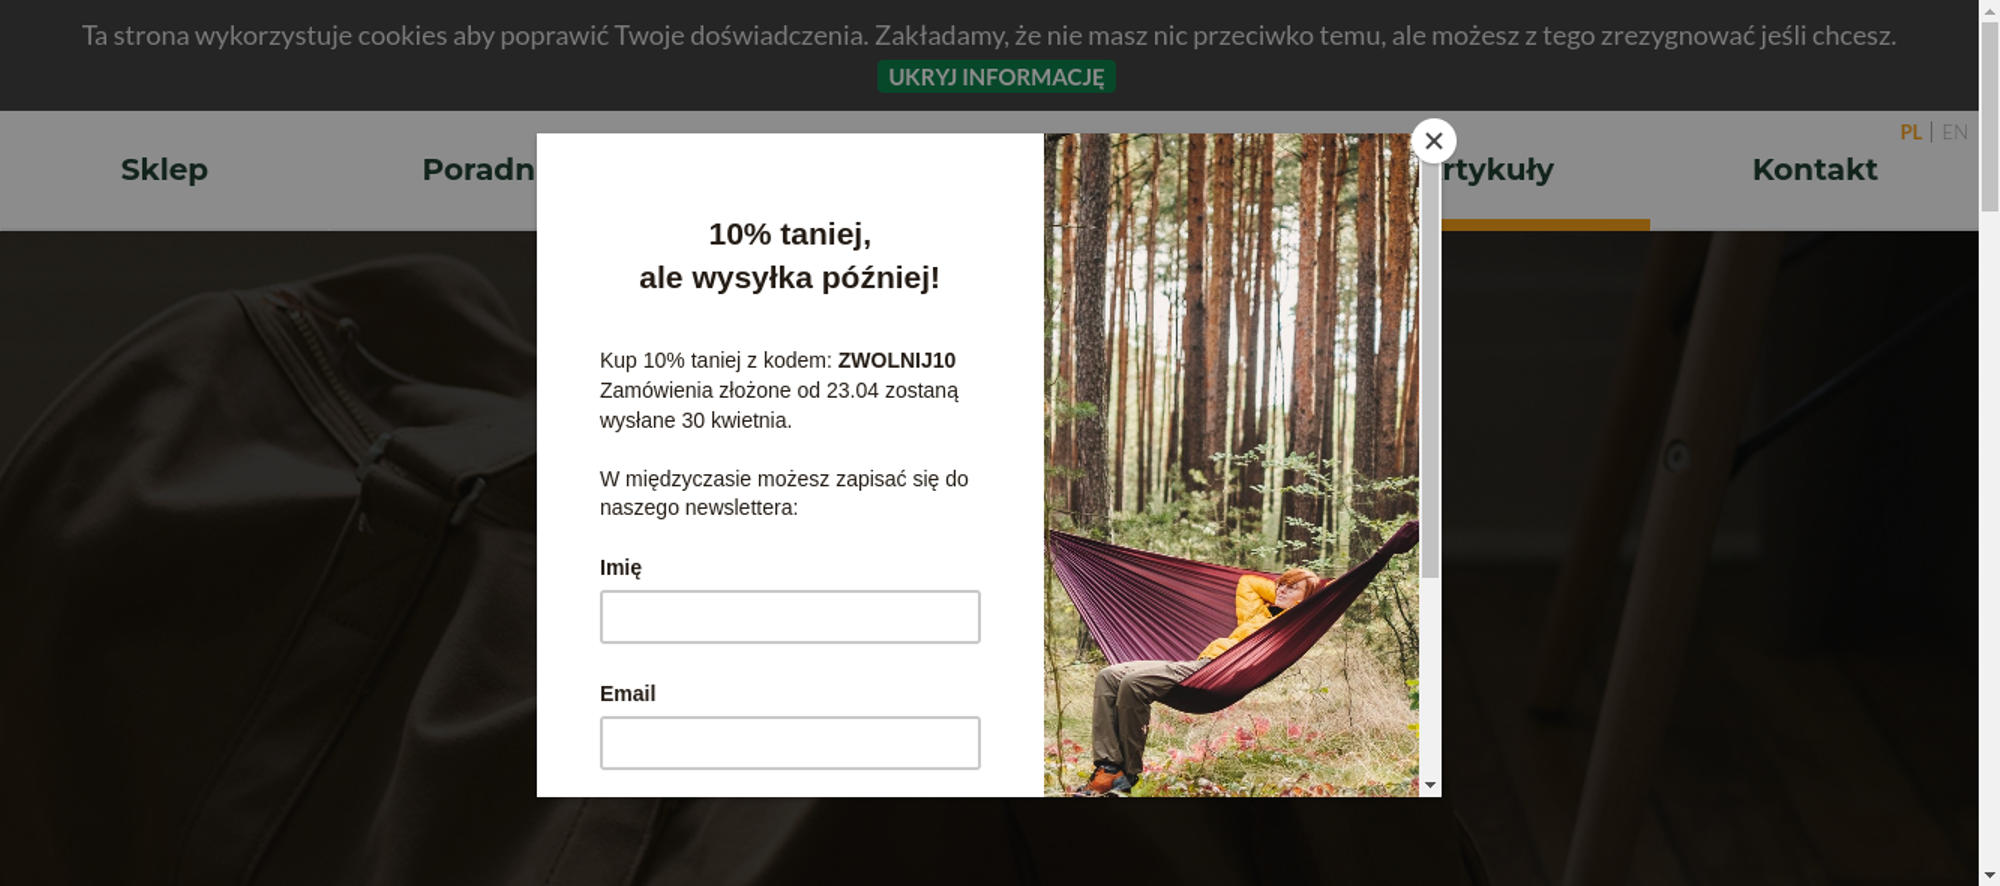 Ta strona wykorzystuje cookies aby poprawić Twoje doświadczenia. Zakładamy, że nie masz nic przeciwko temu, ale możesz z tego zrezygnować jeśli chcesz.
UKRYJ INFORMACJĘ
PL | EN
Sklep
Poradn
rtykuły
Kontakt
10% taniej,
ale wysyłka później!
Kup 10% taniej z kodem: ZWOLNIJ10
Zamówienia złożone od 23.04 zostaną
wysłane 30 kwietnia.
W międzyczasie możesz zapisać się do
naszego newslettera:
Imię
Email